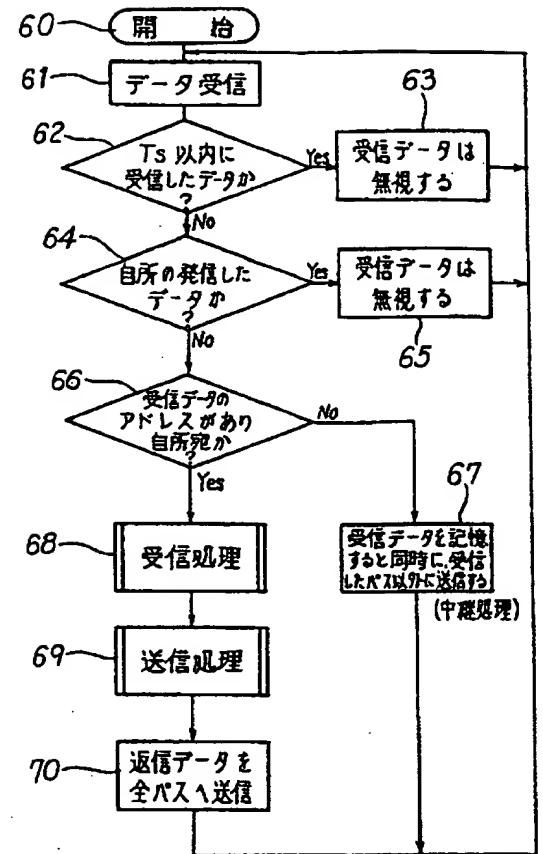 60
開 始
61
データ受信
62
Ts以内に
受信したデータか
?
Yes
63
受信データは
無視する
No
64
自所の発信した
データか
?
Yes
受信データは
無視する
65
No
66
受信データの
アドレスがあり
自所宛か
?
No
Yes
67
受信データを記憶
すると同時に、受信
したパス以外に送信する
(中継処理)
68
受信処理
69
送信処理
70
返信データを
全パスへ送信